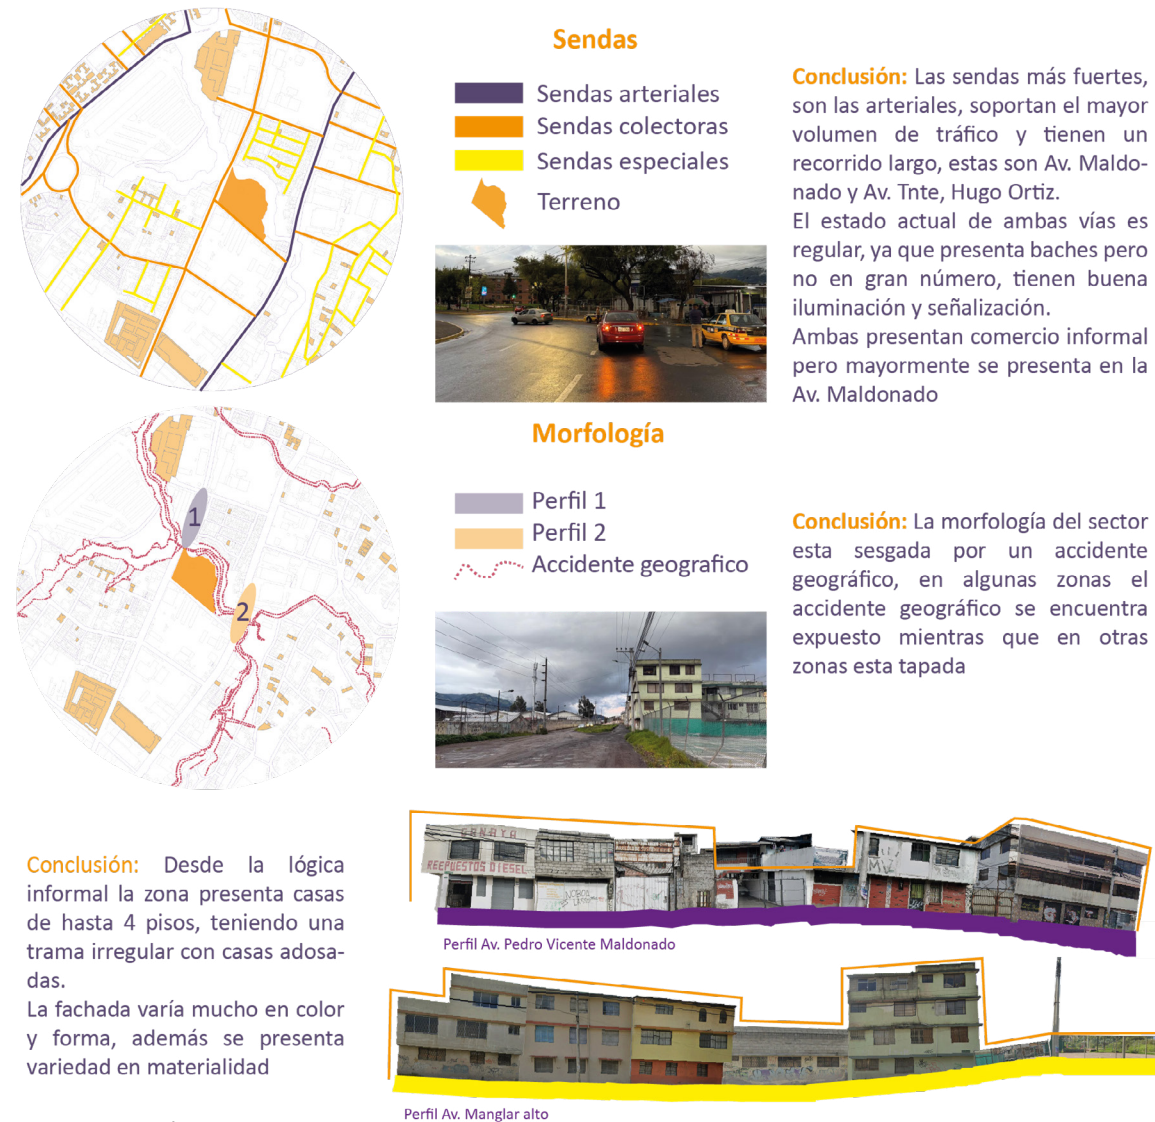 Sendas
Sendas arteriales
Sendas colectoras
Sendas especiales
Terreno
Conclusión: Las sendas más fuertes,
son las arteriales, soportan el mayor
volumen de tráfico y tienen un
recorrido largo, estas son Av. Maldo-
nado y Av. Tnte, Hugo Ortiz.
El estado actual de ambas vías es
regular, ya que presenta baches pero
no en gran número, tienen buena
iluminación y señalización.
Ambas presentan comercio informal
pero mayormente se presenta en la
Av. Maldonado
Morfología
1
2
Perfil 1
Perfil 2
Accidente geografico
Conclusión: La morfología del sector
esta sesgada por un accidente
geográfico, en algunas zonas el
accidente geográfico se encuentra
expuesto mientras que en otras
zonas esta tapada
Conclusión: Desde la lógica
informal la zona presenta casas
de hasta 4 pisos, teniendo una
trama irregular con casas adosa-
das.
La fachada varía mucho en color
y forma, además se presenta
variedad en materialidad
REEPUESTOS DIESEL
Perfil Av. Pedro Vicente Maldonado
Perfil Av. Manglar alto